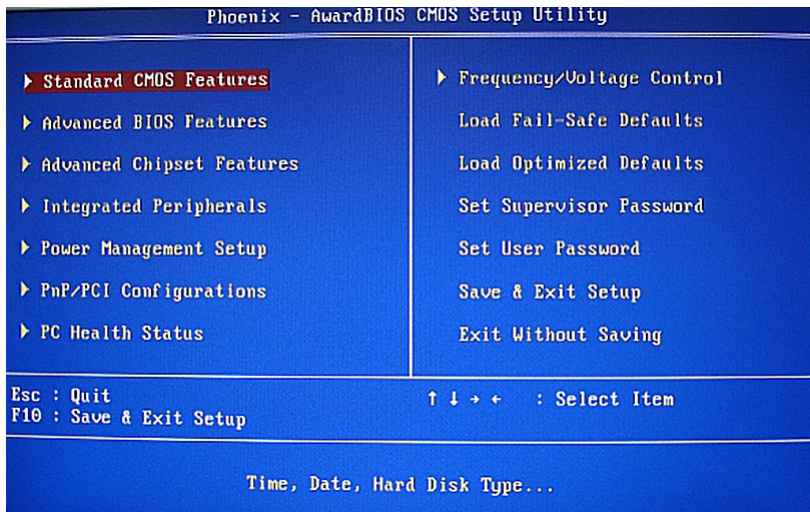 Phoenix - AwardBIOS CMOS Setup Utility
Standard CMOS Features
Advanced BIOS Features
Advanced Chipset Features
Integrated Peripherals
Power Management Setup
PnP/PCI Configurations
PC Health Status
Frequency/Voltage Control
Load Fail-Safe Defaults
Load Optimized Defaults
Set Supervisor Password
Set User Password
Save & Exit Setup
Exit Without Saving
Esc : Quit
F10 : Save & Exit Setup
↑ ↓ → ← : Select Item
Time, Date, Hard Disk Type...